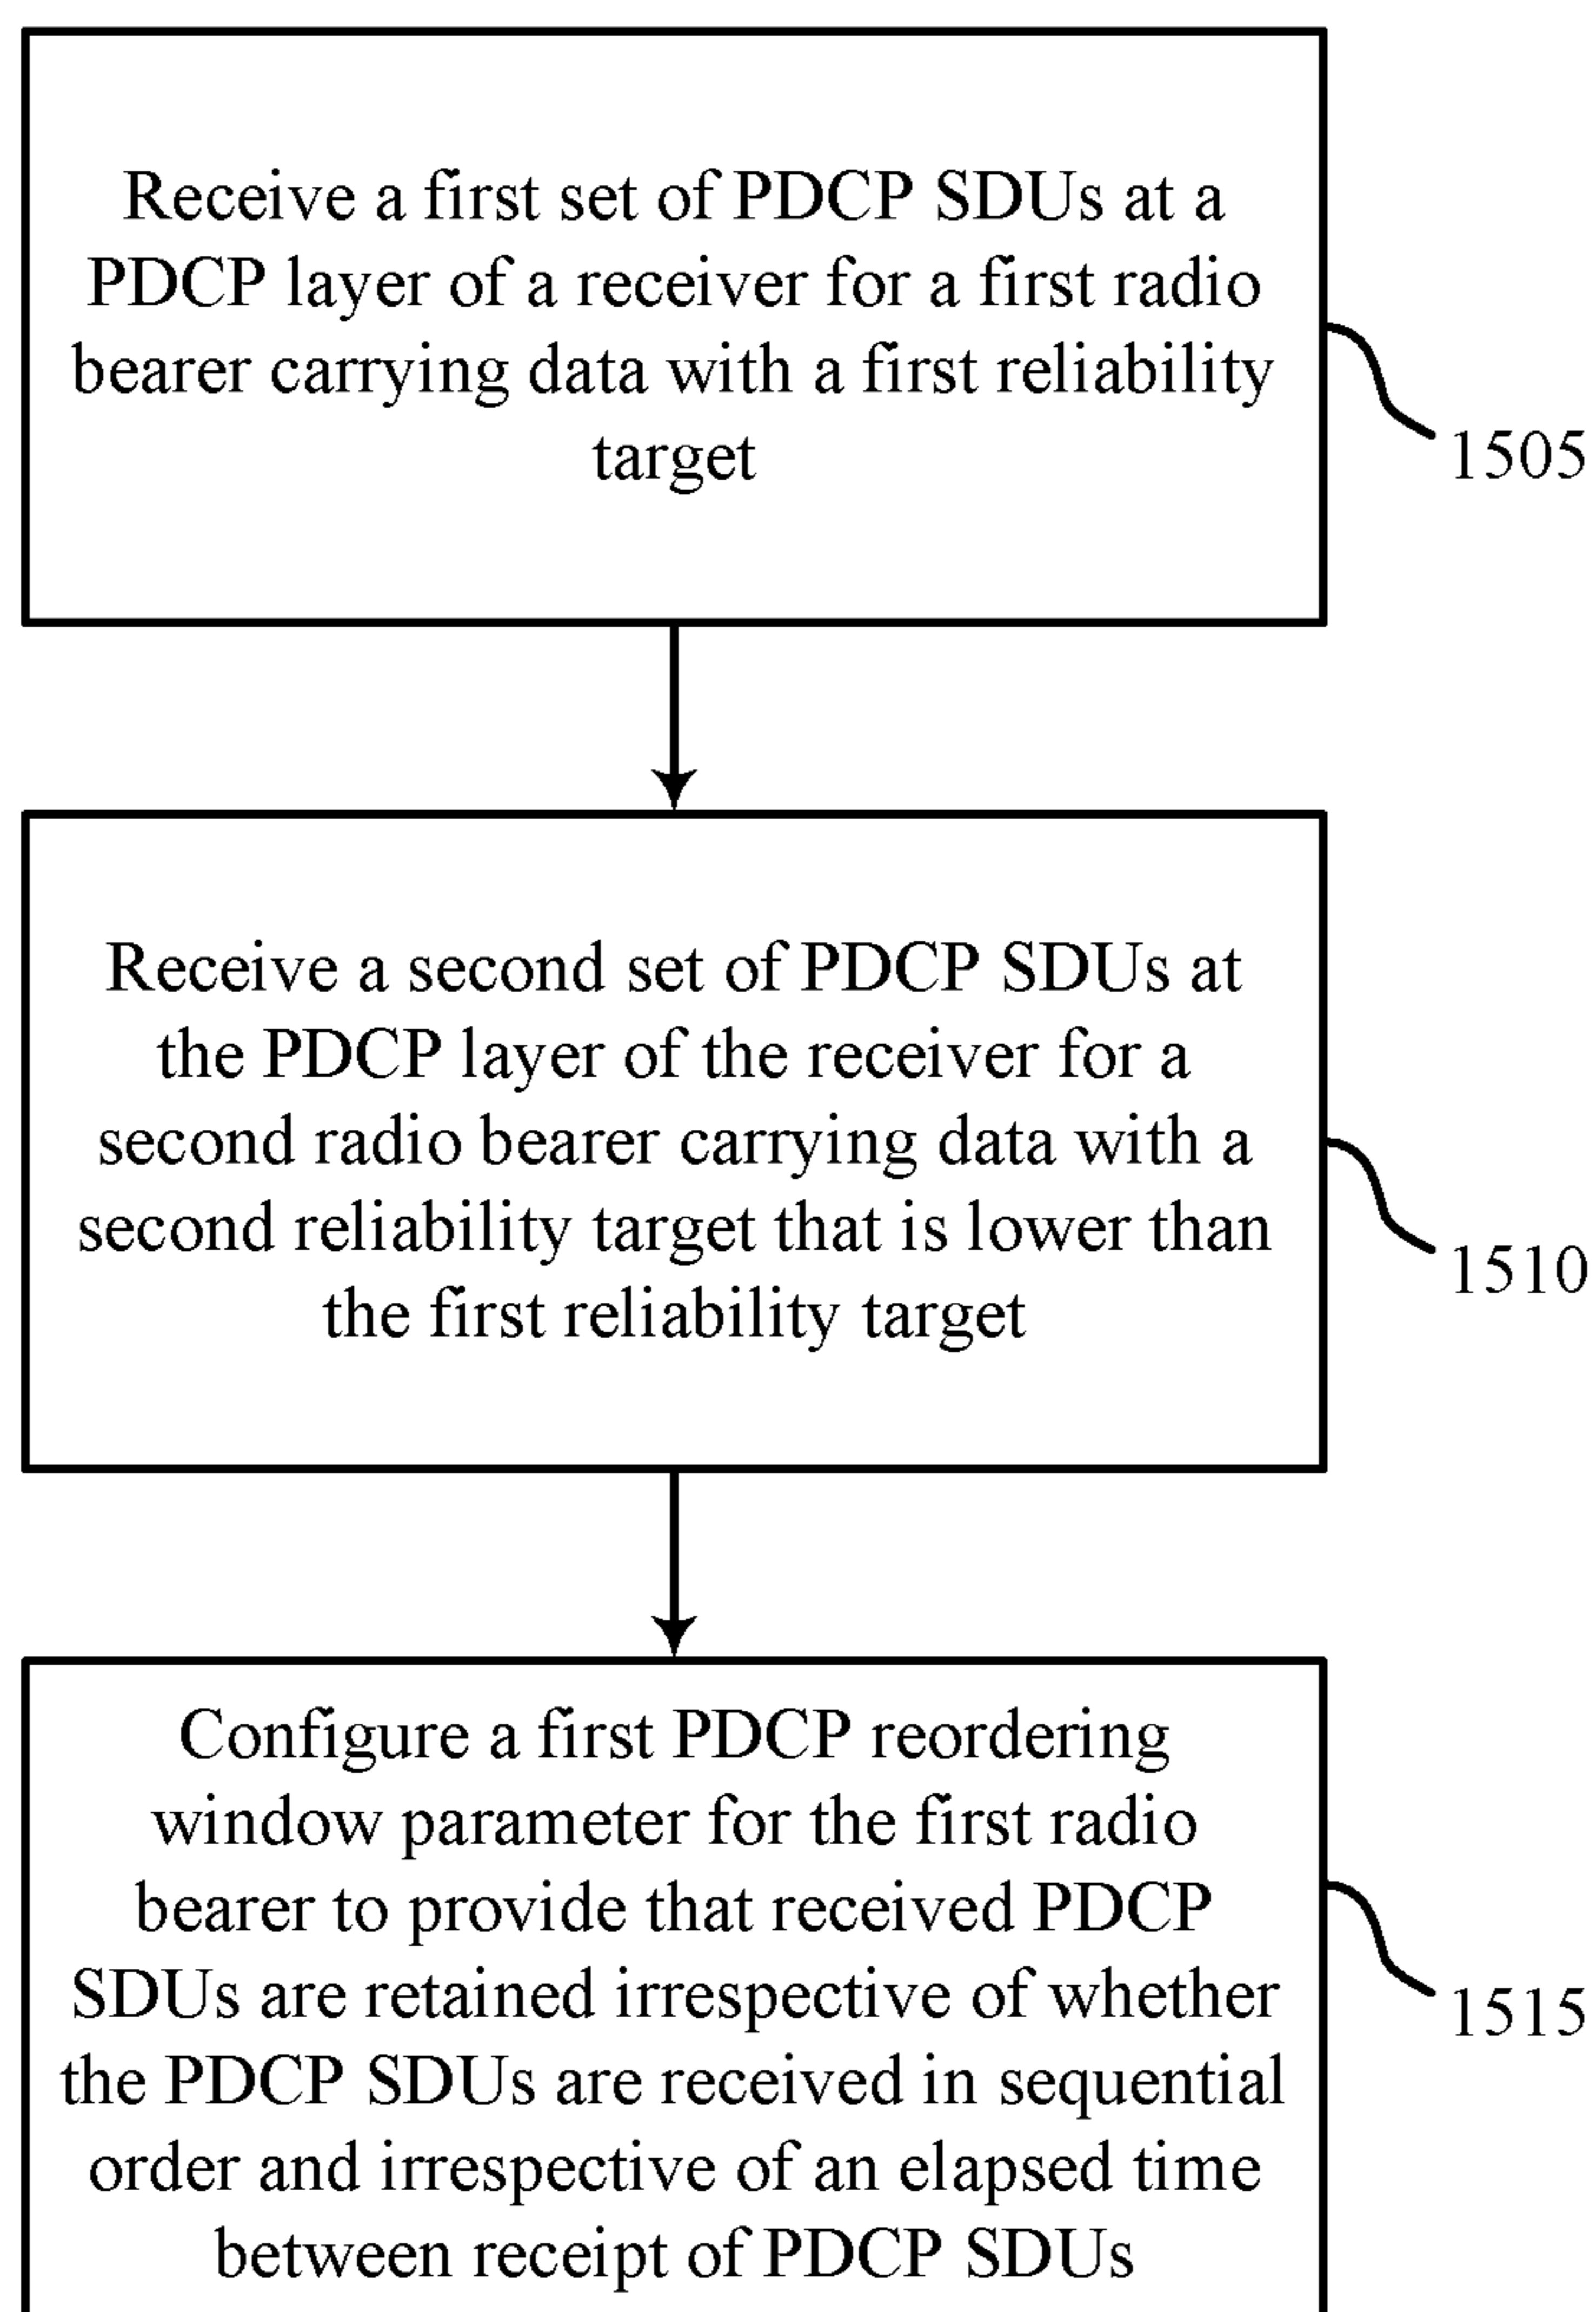 Receive a first set of PDCP SDUs at a
PDCP layer of a receiver for a first radio
bearer carrying data with a first reliability
target
1505
Receive a second set of PDCP SDUs at
the PDCP layer of the receiver for a
second radio bearer carrying data with a
second reliability target that is lower than
the first reliability target
1510
Configure a first PDCP reordering
window parameter for the first radio
bearer to provide that received PDCP
SDUs are retained irrespective of whether
the PDCP SDUs are received in sequential
order and irrespective of an elapsed time
between receipt of PDCP SDUs
1515